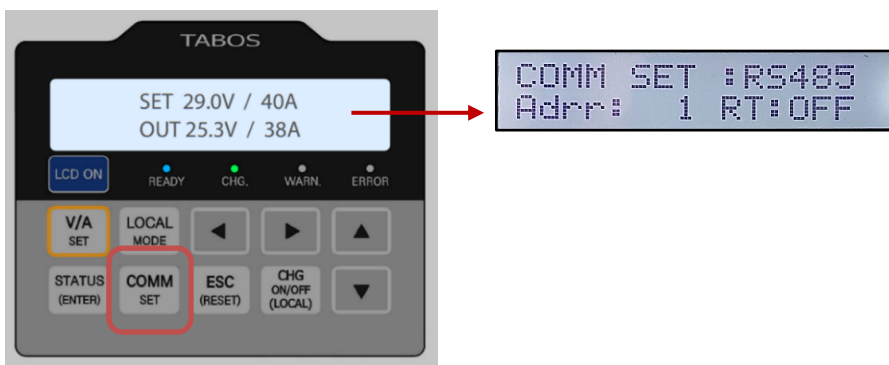 TABOS
SET 29.0V / 40A
OUT 25.3V / 38A
COMM SET :RS485
Adrr: 1 RT:OFF
LCD ON
READY
CHG.
WARN.
ERROR
V/A
SET
LOCAL
MODE
STATUS
(ENTER)
COMM
SET
ESC
(RESET)
CHG
ON/OFF
(LOCAL)